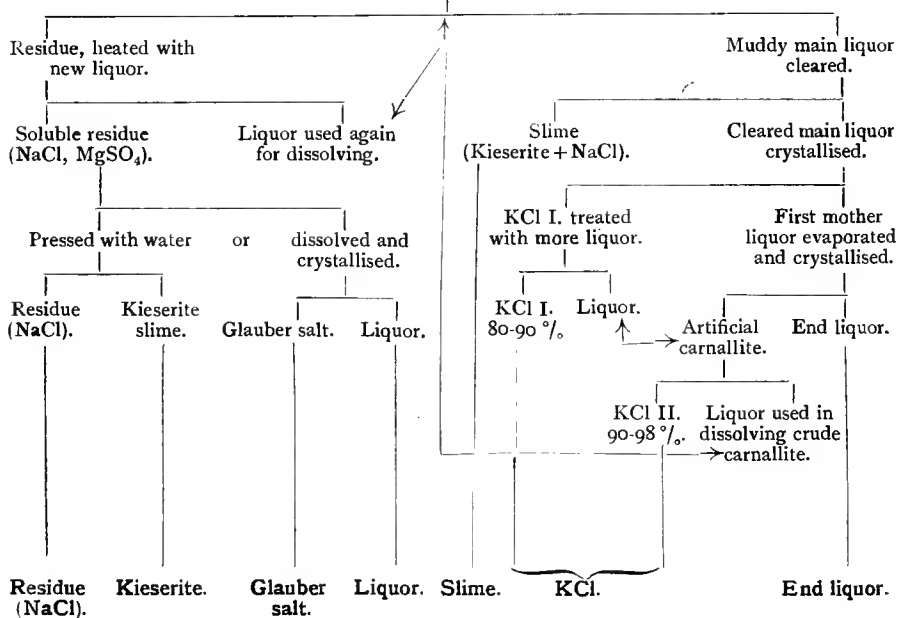 Residue, heated with
new liquor.
Muddy main liquor
cleared.
Soluble residue
(NaCl, MgSO₄).
Liquor used again
for dissolving.
Slime
(Kieserite + NaCl).
Cleared main liquor
crystallised.
Pressed with water or dissolved and
crystallised.
KCl I. treated
with more liquor.
First mother
liquor evaporated
and crystallised.
Residue
(NaCl).
Kieserite
slime.
Glauber salt.
Liquor.
KCl I.
80-90 %
Liquor.
Artificial
carnallite.
End liquor.
KCl II.
90-98 %.
Liquor used in
dissolving crude
carnallite.
Residue
(NaCl).
Kieserite.
Glauber
salt.
Liquor.
Slime.
KCl.
End liquor.